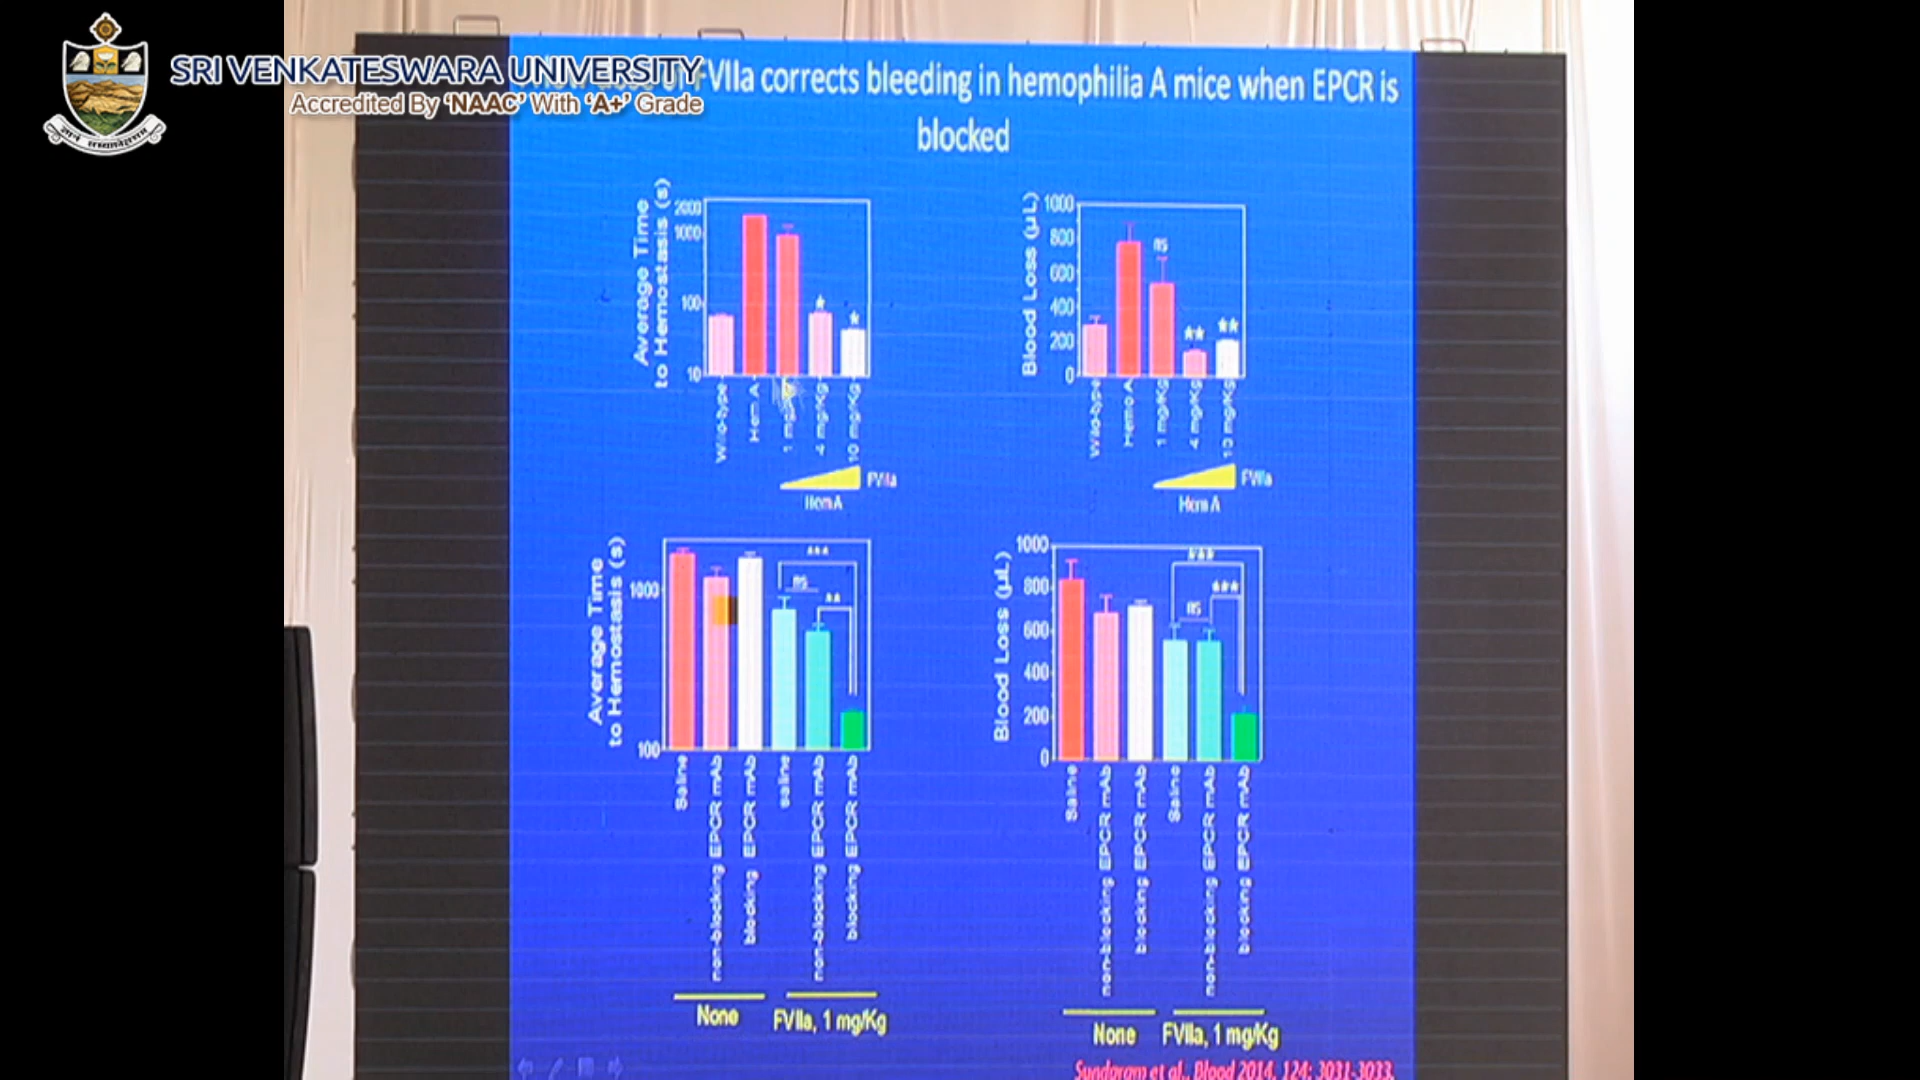 SRI VENKATESWARA UNIVERSITY
Accredited By ‘NAAC’ With ‘A+’ Grade
FVIIa corrects bleeding in hemophilia A mice when EPCR is
blocked
Average Time
to Hemostasis (s)
2000
1000
100
10
*
*
Wild-type
Hem A
1 mg
4 mg/Kg
10 mg/Kg
FVIIa
Hem A
Blood Loss (µL)
1000
800
600
400
200
0
ns
**
**
Wild-type
Hemo A
1 mg/Kg
4 mg/Kg
10 mg/Kg
FVIIa
Hem A
Average Time
to Hemostasis (s)
1000
100
***
ns
**
Saline
non-blocking EPCR mAb
blocking EPCR mAb
saline
non-blocking EPCR mAb
blocking EPCR mAb
None
FVIIa, 1 mg/Kg
Blood Loss (µL)
1000
800
600
400
200
0
***
***
ns
Saline
non-blocking EPCR mAb
blocking EPCR mAb
Saline
non-blocking EPCR mAb
blocking EPCR mAb
None
FVIIa, 1 mg/Kg
Sundaram et al., Blood 2014, 124: 3031-3033.